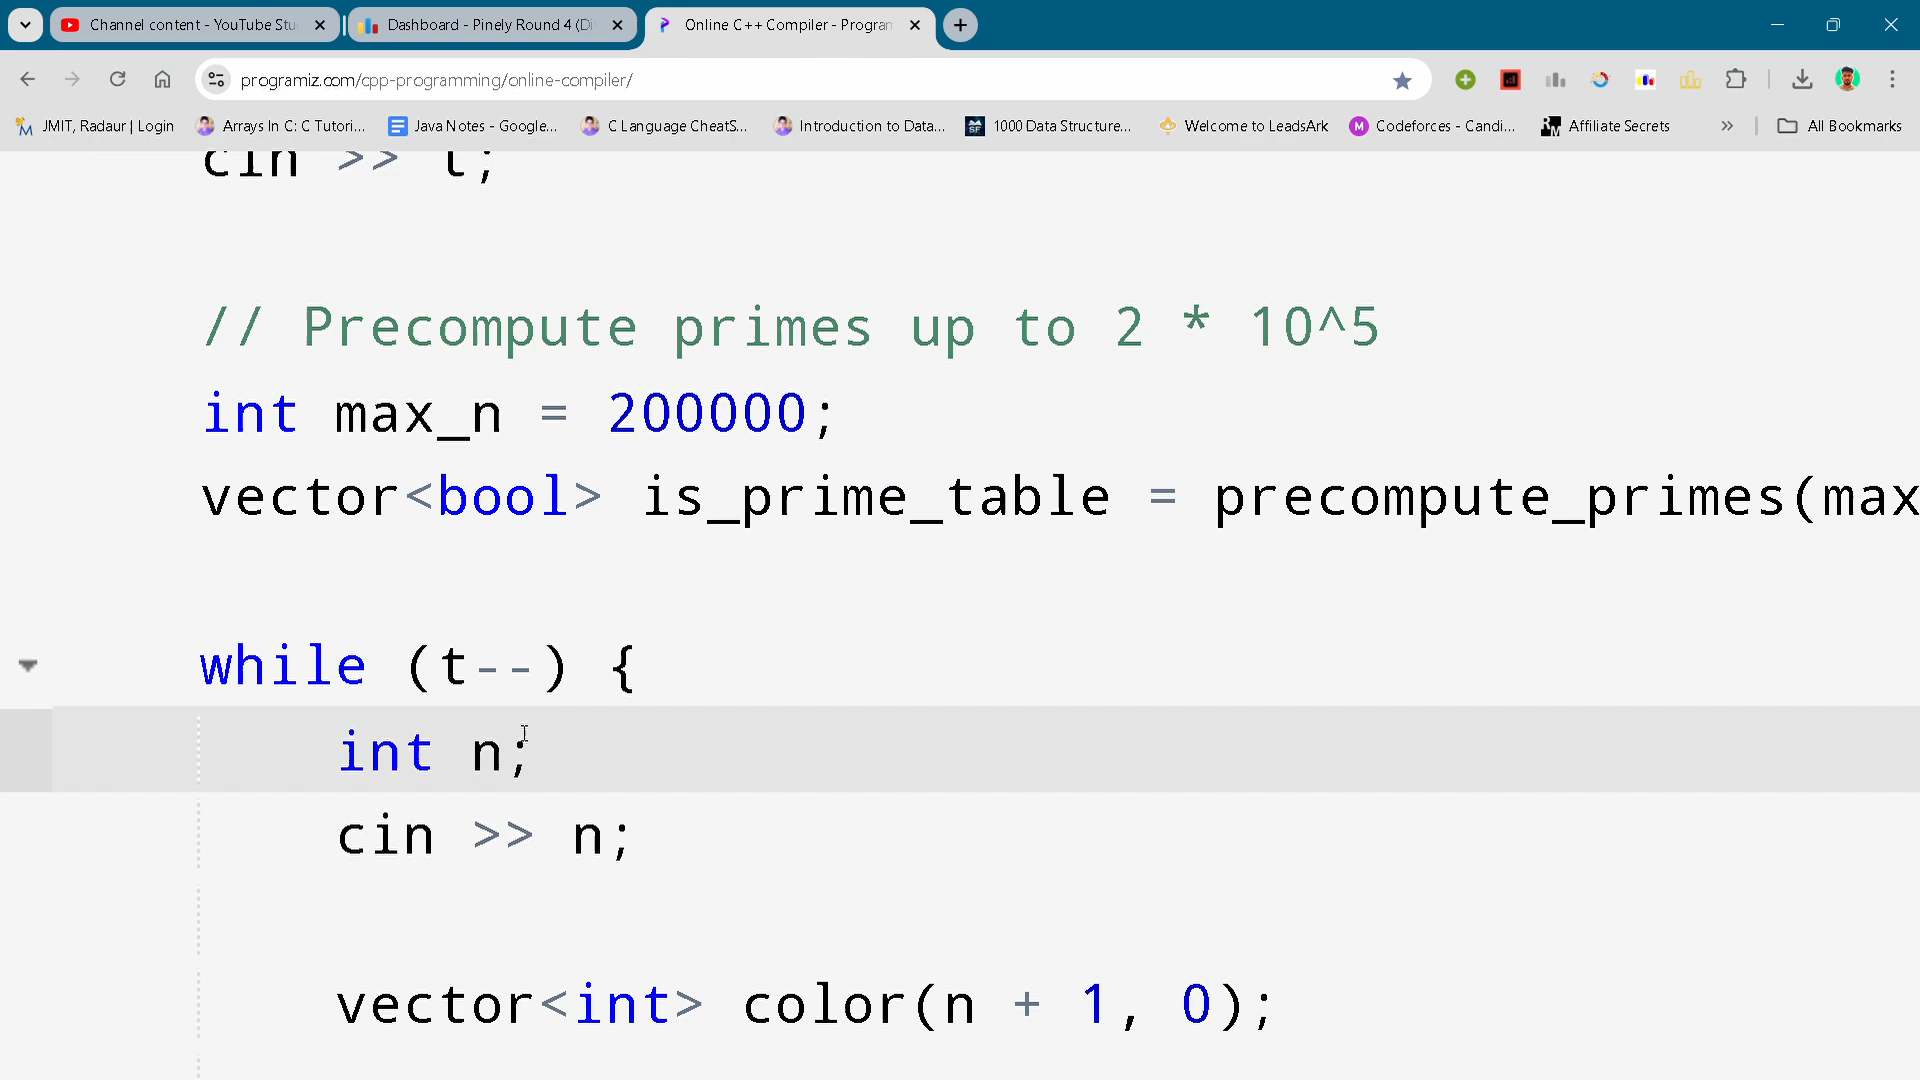 Channel content - YouTube Stu
Dashboard - Pinely Round 4 (Di
Online C++ Compiler - Program
programiz.com/cpp-programming/online-compiler/
JMIT, Radaur | Login
Arrays In C: C Tutori...
Java Notes - Google...
C Language CheatS...
Introduction to Data...
1000 Data Structure...
Welcome to LeadsArk
Codeforces - Candi...
Affiliate Secrets
All Bookmarks
cin >> t;
// Precompute primes up to 2 * 10^5
int max_n = 200000;
vector<bool> is_prime_table = precompute_primes(max
while (t--) {
int n;
cin >> n;
vector<int> color(n + 1, 0);